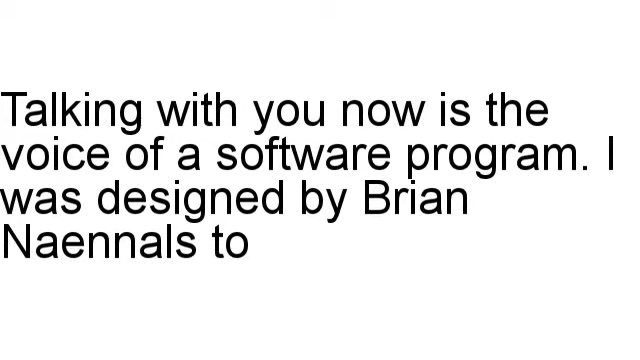 Talking with you now is the
voice of a software program. I
was designed by Brian
Naennals to